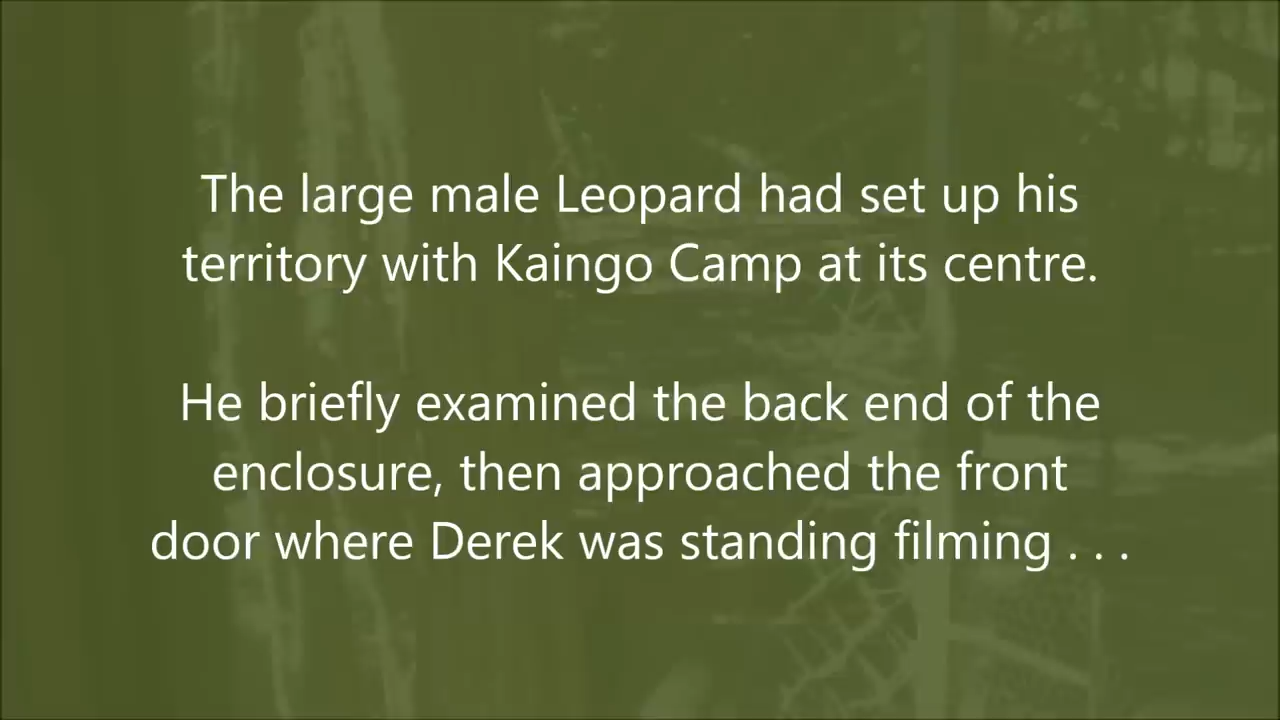 The large male Leopard had set up his
territory with Kaingo Camp at its centre.
He briefly examined the back end of the
enclosure, then approached the front
door where Derek was standing filming . . .